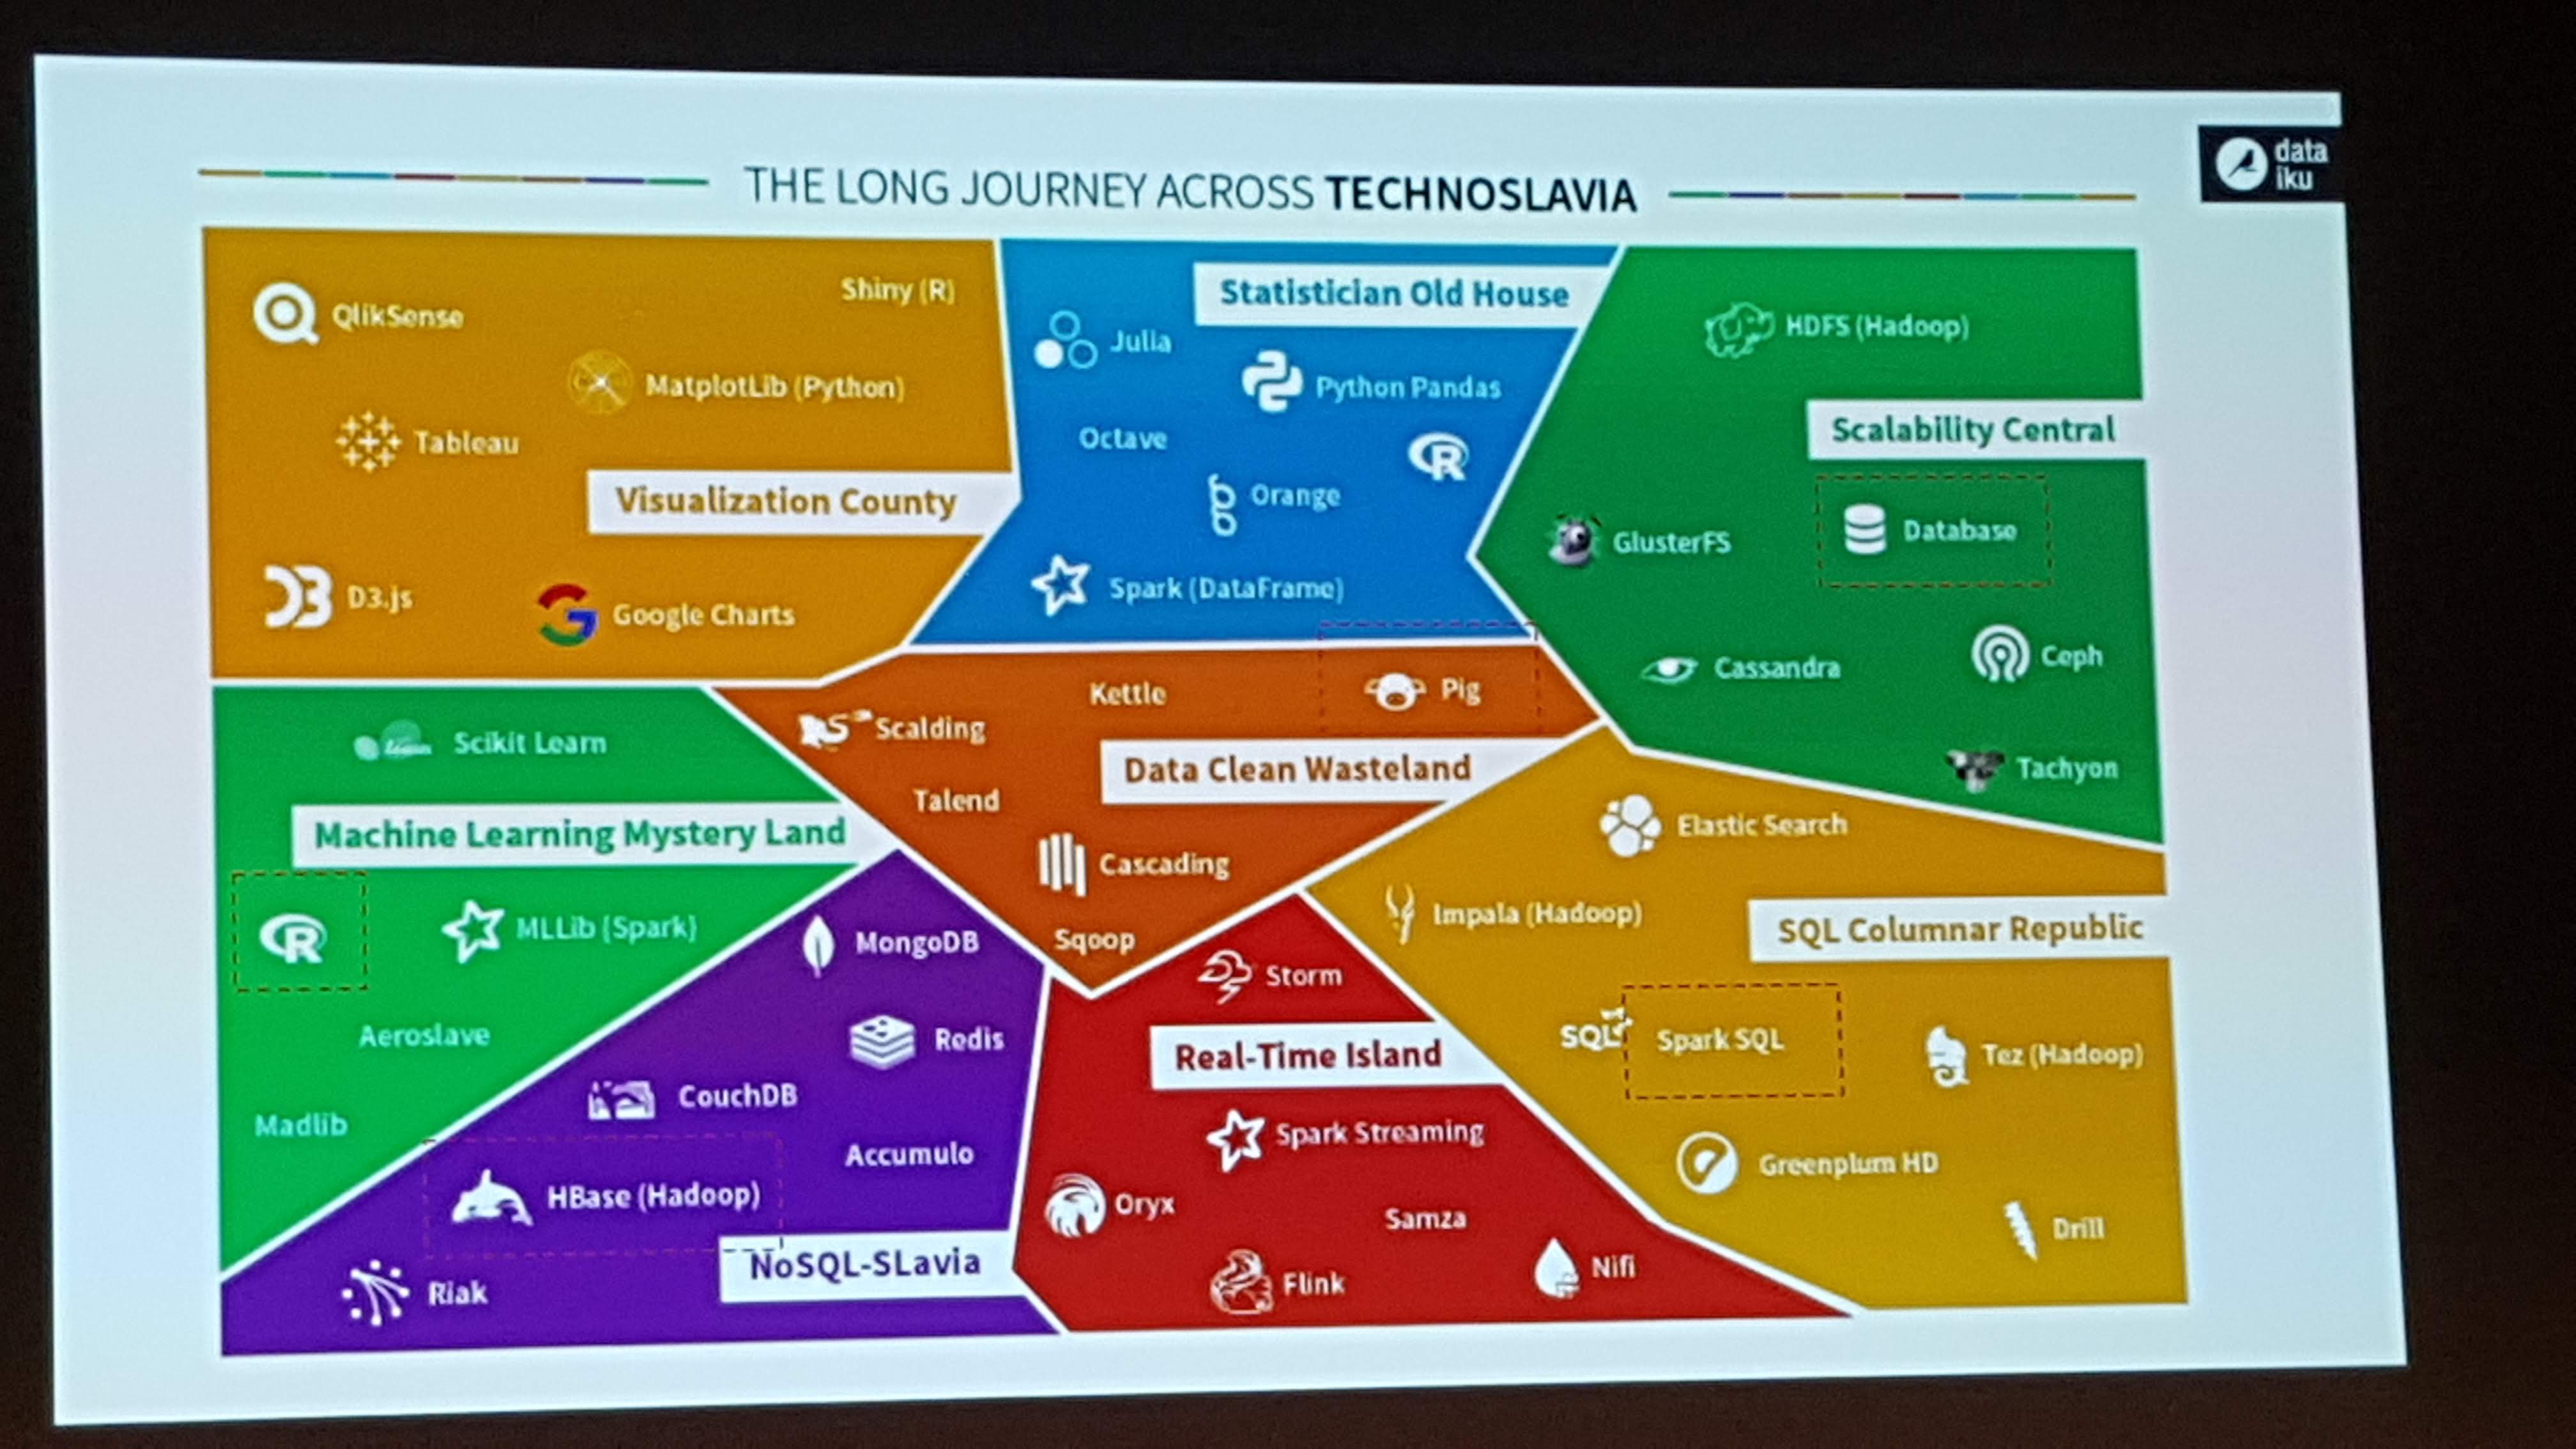 THE LONG JOURNEY ACROSS TECHNOSLAVIA
data
iku
QlikSense
Shiny (R)
MatplotLib (Python)
Tableau
Visualization County
D3.js
Google Charts
Statistician Old House
Julia
Python Pandas
Octave
R
Orange
Spark (DataFrame)
HDFS (Hadoop)
Scalability Central
GlusterFS
Database
Cassandra
Ceph
Tachyon
Kettle
Pig
Scalding
Data Clean Wasteland
Talend
Cascading
Sqoop
Scikit Learn
Machine Learning Mystery Land
R
MLLib (Spark)
Aeroslave
Madlib
MongoDB
Redis
CouchDB
Accumulo
HBase (Hadoop)
NoSQL-SLavia
Riak
Storm
Real-Time Island
Spark Streaming
Oryx
Samza
Flink
Nifi
Elastic Search
Impala (Hadoop)
SQL Columnar Republic
SQL Spark SQL
Tez (Hadoop)
Greenplum HD
Drill